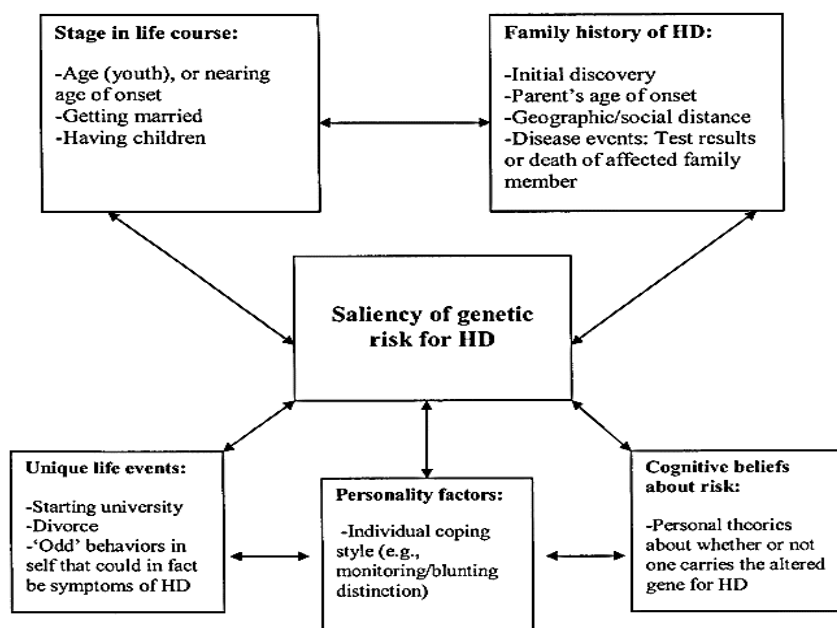 Stage in life course:
-Age (youth), or nearing
age of onset
-Getting married
-Having children
Family history of HD:
-Initial discovery
-Parent's age of onset
-Geographic/social distance
-Disease events: Test results
or death of affected family
member
Saliency of genetic
risk for HD
Unique life events:
-Starting university
-Divorce
-'Odd' behaviors in
self that could in fact
be symptoms of HD
Personality factors:
-Individual coping
style (e.g.,
monitoring/blunting
distinction)
Cognitive beliefs
about risk:
-Personal theories
about whether or not
one carries the altered
gene for HD